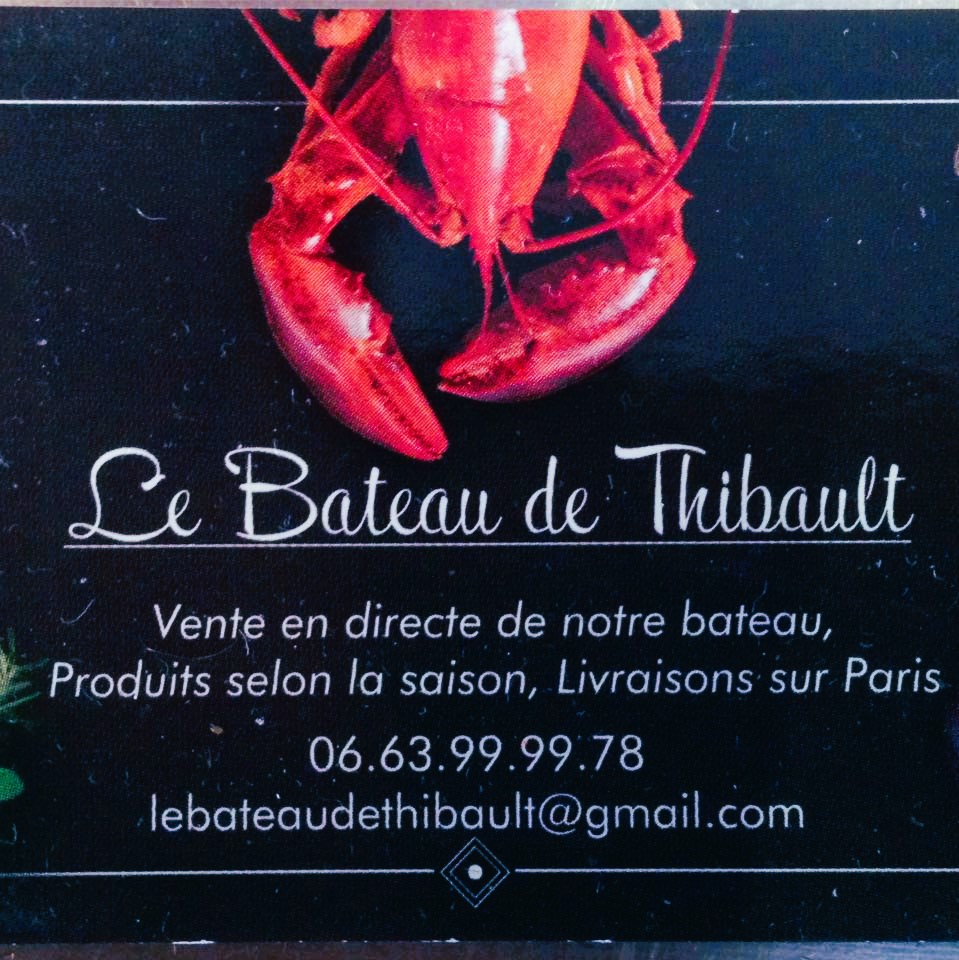 Le Bateau de Thibault
Vente en directe de notre bateau,
Produits selon la saison, Livraisons sur Paris
06.63.99.99.78
lebateaudethibault@gmail.com